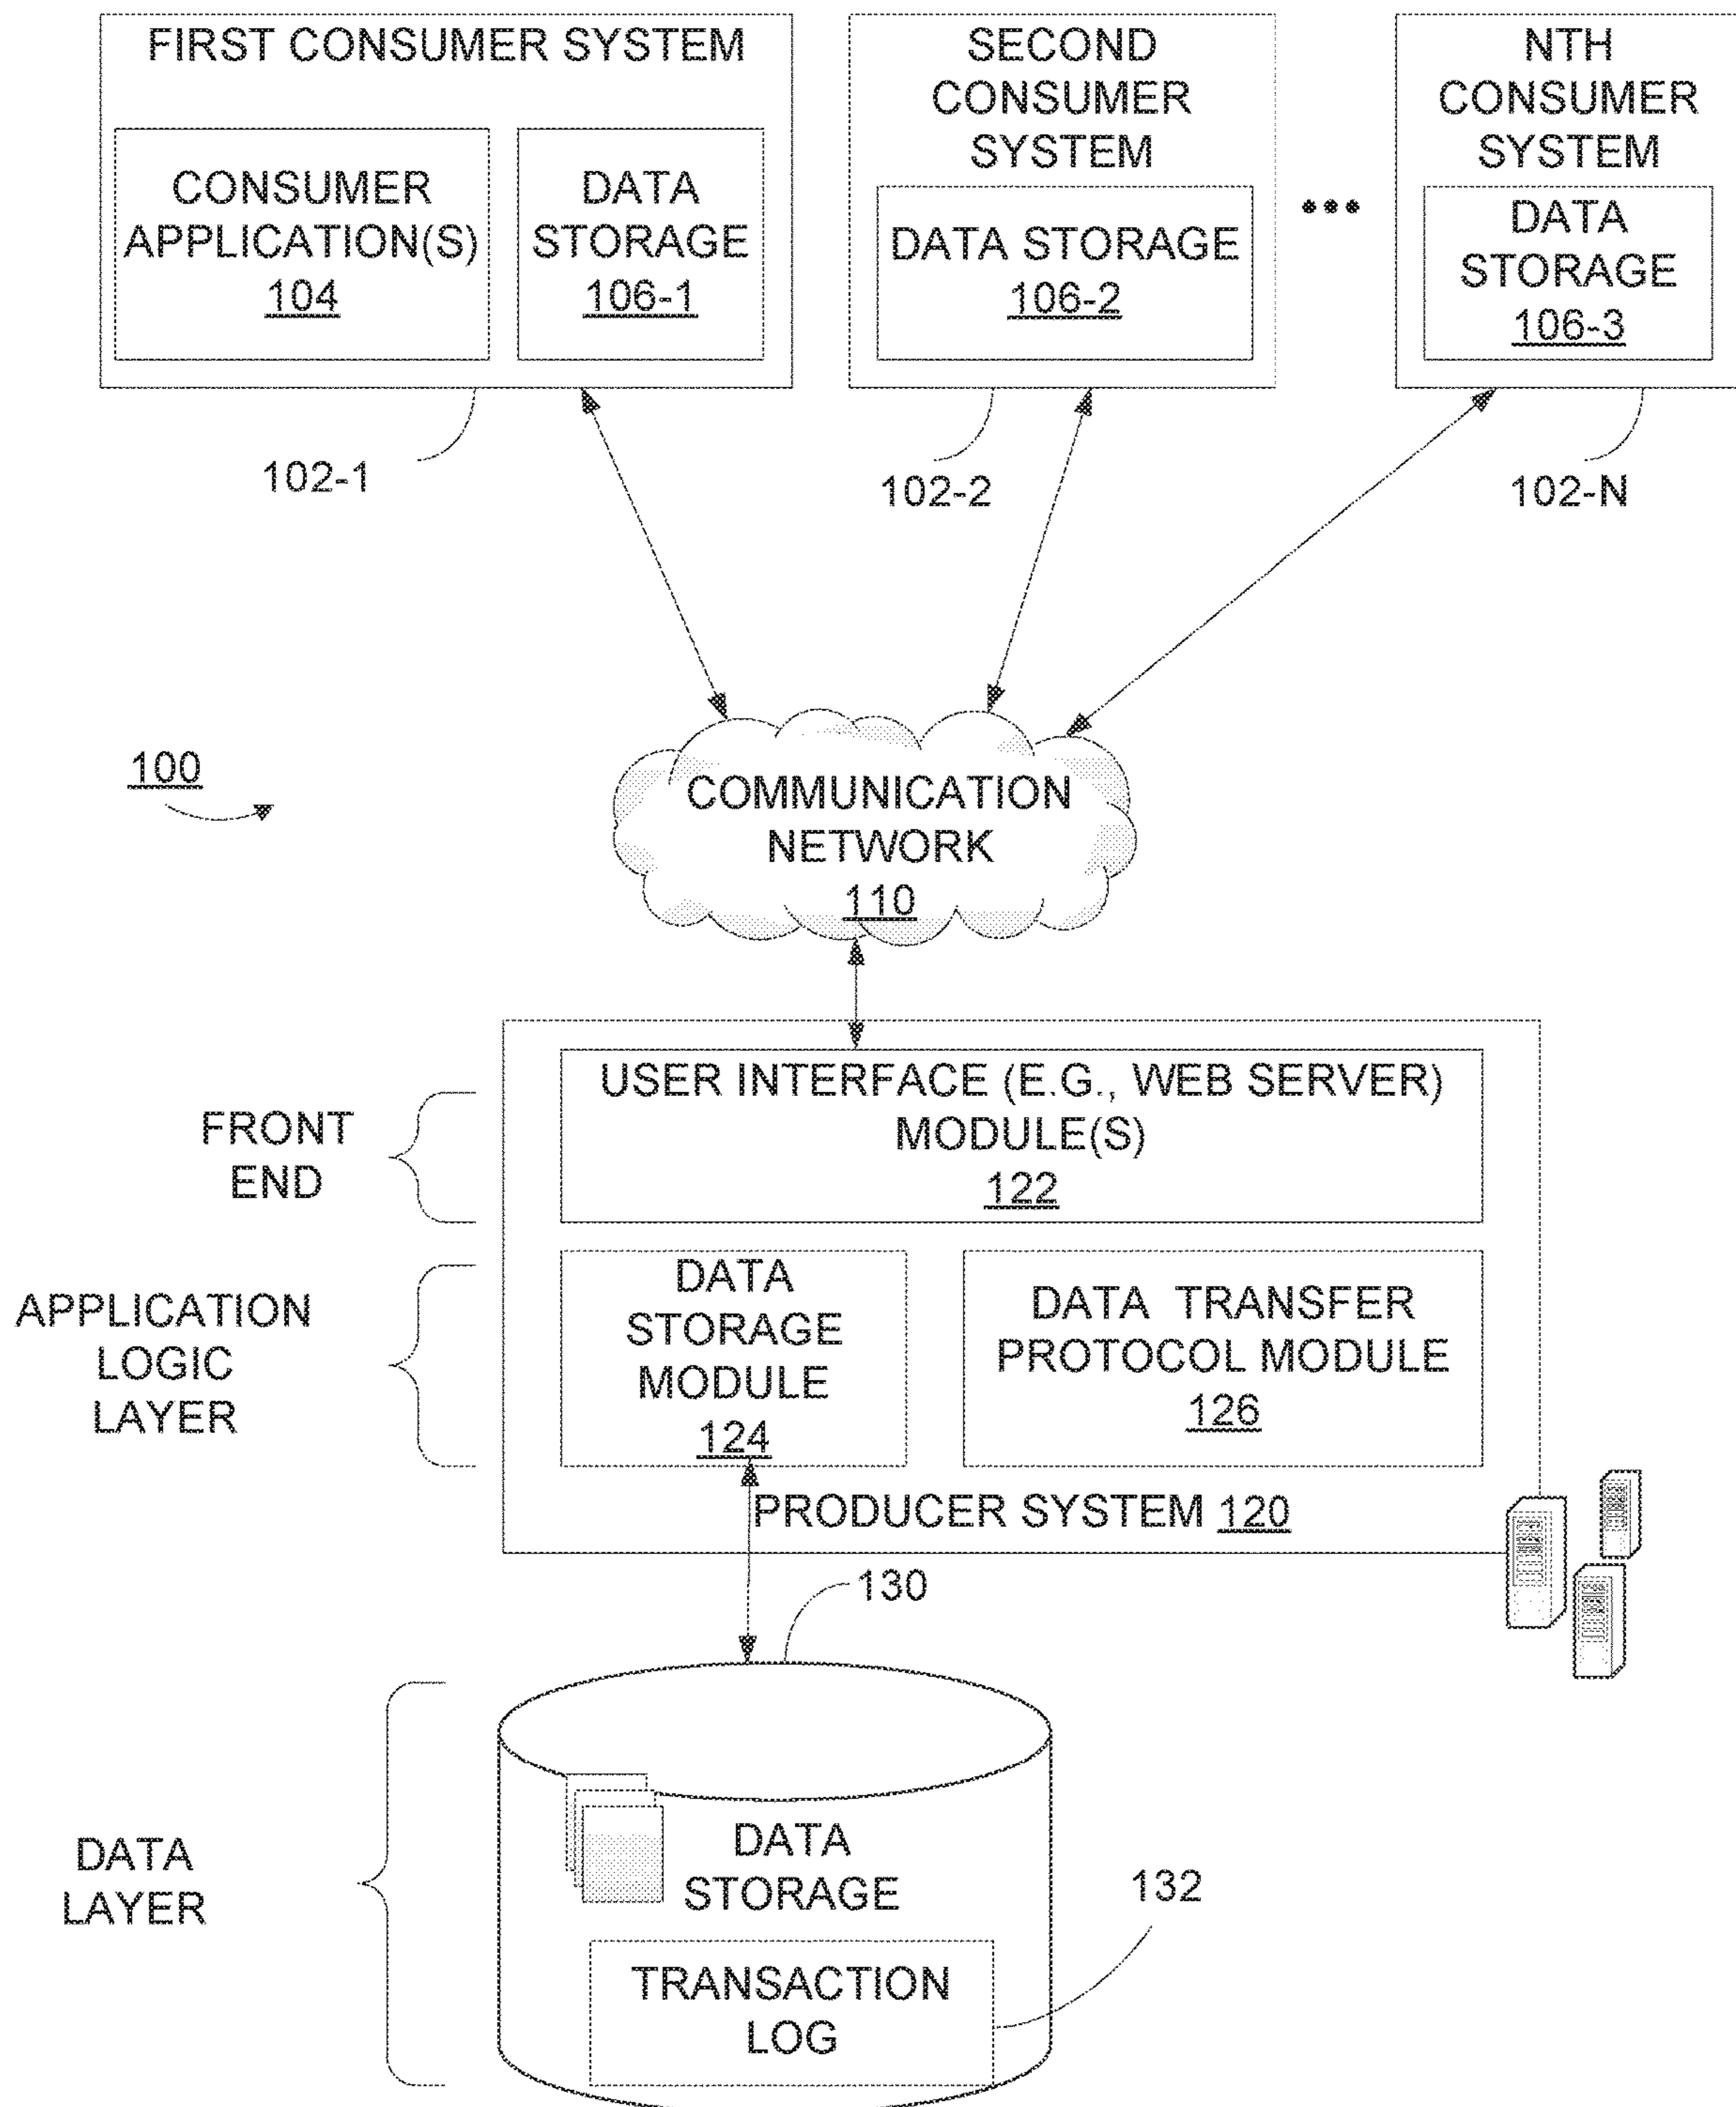 FIRST CONSUMER SYSTEM
CONSUMER
APPLICATION(S)
104
DATA
STORAGE
106-1
SECOND
CONSUMER
SYSTEM
DATA STORAGE
106-2
•••
NTH
CONSUMER
SYSTEM
DATA
STORAGE
106-3
102-1
102-2
102-N
100
COMMUNICATION
NETWORK
110
FRONT
END
USER INTERFACE (E.G., WEB SERVER)
MODULE(S)
122
APPLICATION
LOGIC
LAYER
DATA
STORAGE
MODULE
124
DATA TRANSFER
PROTOCOL MODULE
126
PRODUCER SYSTEM 120
130
DATA
LAYER
DATA
STORAGE
132
TRANSACTION
LOG